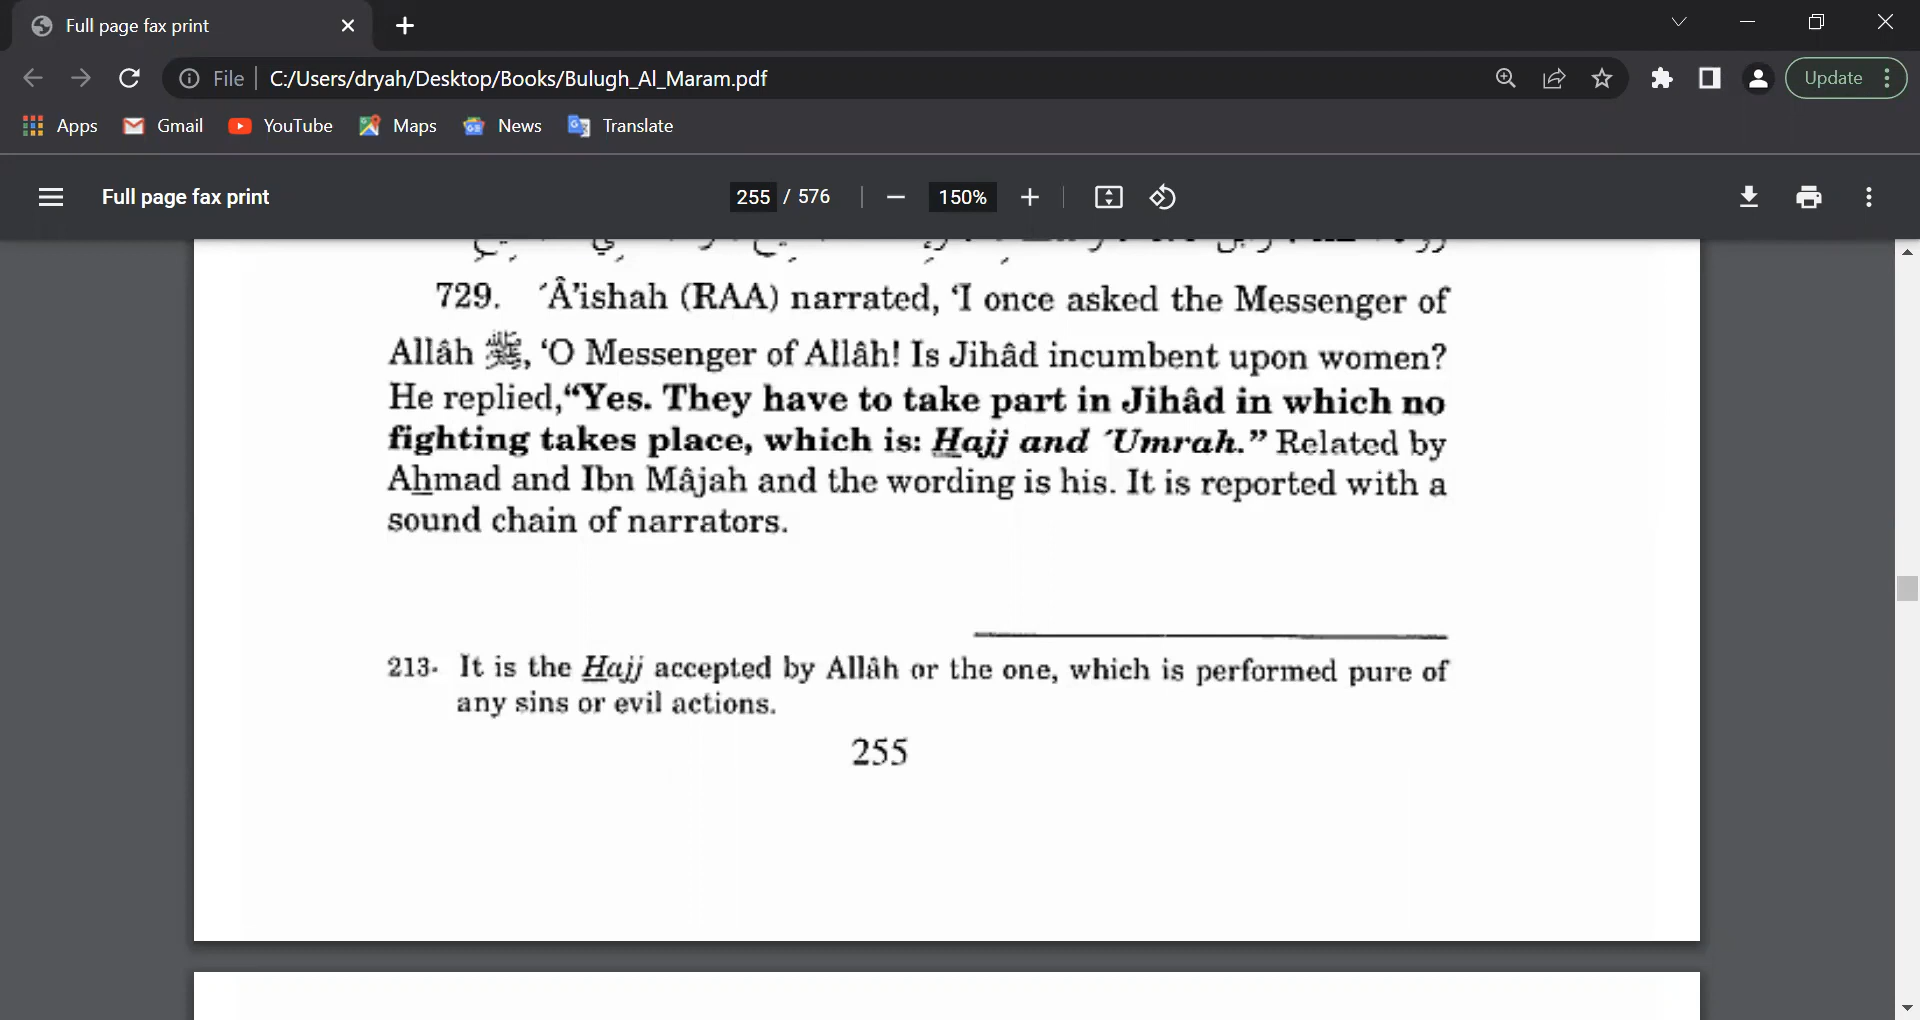 Full page fax print
File C:/Users/dryah/Desktop/Books/Bulugh_Al_Maram.pdf
Update
Apps Gmail YouTube Maps News Translate
Full page fax print 255 / 576 150%
729. ´Â’ishah (RAA) narrated, ‘I once asked the Messenger of
Allâh ﷺ, ‘O Messenger of Allâh! Is Jihâd incumbent upon women?
He replied,“Yes. They have to take part in Jihâd in which no
fighting takes place, which is: Hajj and ´Umrah.” Related by
Ahmad and Ibn Mâjah and the wording is his. It is reported with a
sound chain of narrators.
213. It is the Hajj accepted by Allâh or the one, which is performed pure of
any sins or evil actions.
255